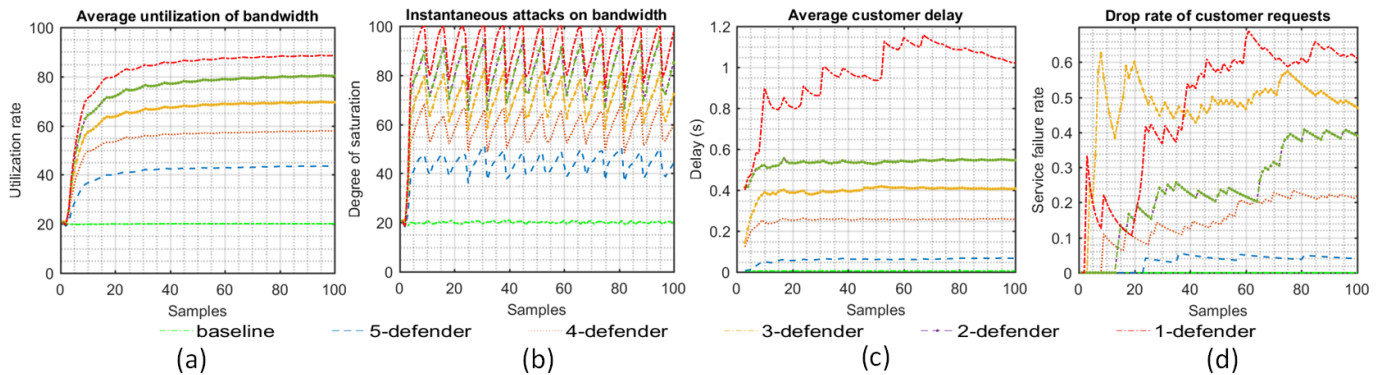 Average untilization of bandwidth
Instantaneous attacks on bandwidth
Average customer delay
Drop rate of customer requests
Utilization rate
100
80
60
40
20
0
0 20 40 60 80 100
Samples
Degree of saturation
100
80
60
40
20
0
0 20 40 60 80 100
Samples
Delay (s)
1.2
1
0.8
0.6
0.4
0.2
0
0 20 40 60 80 100
Samples
Service failure rate
0.7
0.6
0.5
0.4
0.3
0.2
0.1
0
0 20 40 60 80 100
Samples
baseline 5-defender 4-defender 3-defender 2-defender 1-defender
(a) (b) (c) (d)